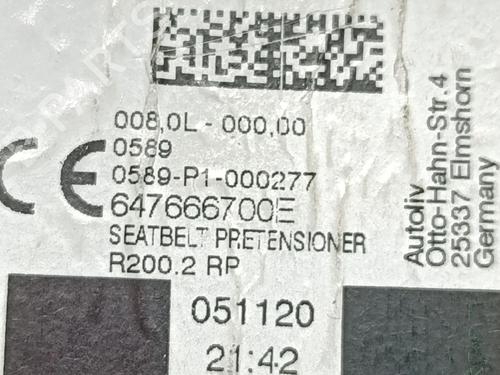 008,0L - 000,00
0589
0589-P1-000277
647666700E
SEATBELT PRETENSIONER
R200.2 RP
051120
21:42
Autoliv
Otto-Hahn-Str.4
25337 Elmshorn
Germany